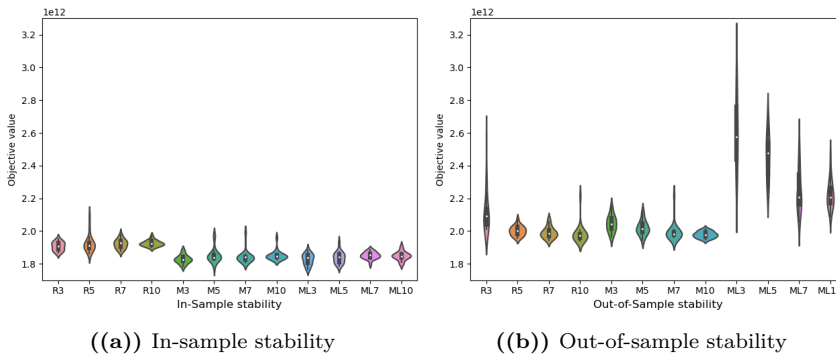 1e12
3.2
3.0
2.8
2.6
2.4
2.2
2.0
1.8
Objective value
R3 R5 R7 R10 M3 M5 M7 M10 ML3 ML5 ML7 ML10
In-Sample stability
((a)) In-sample stability
1e12
3.2
3.0
2.8
2.6
2.4
2.2
2.0
1.8
Objective value
R3 R5 R7 R10 M3 M5 M7 M10 ML3 ML5 ML7 ML1
Out-of-Sample stability
((b)) Out-of-sample stability